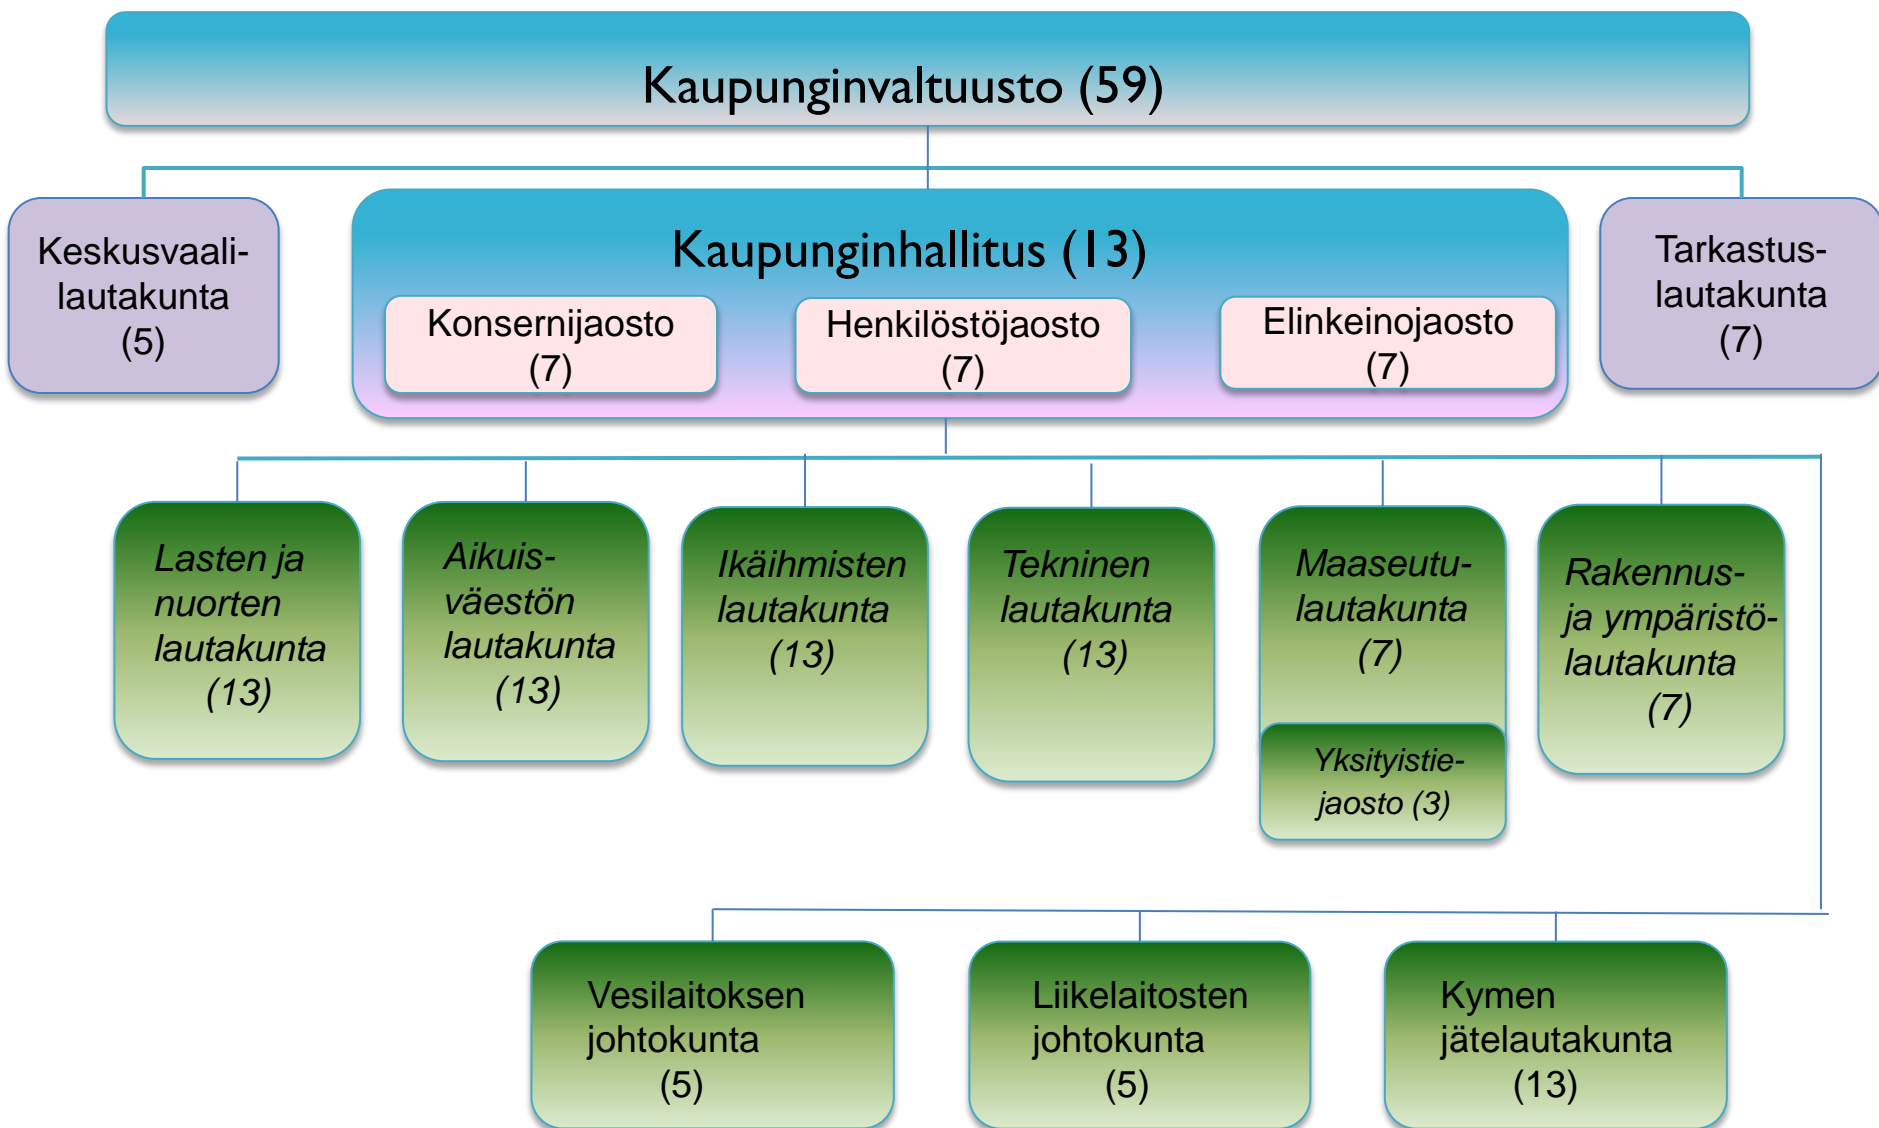 Kaupunginvaltuusto (59)
Keskusvaali-
lautakunta
(5)
Kaupunginhallitus (13)
Konsernijaosto
(7)
Henkilöstöjaosto
(7)
Elinkeinojaosto
(7)
Tarkastus-
lautakunta
(7)
Lasten ja
nuorten
lautakunta
(13)
Aikuis-
väestön
lautakunta
(13)
Ikäihmisten
lautakunta
(13)
Tekninen
lautakunta
(13)
Maaseutu-
lautakunta
(7)
Yksityistie-
jaosto (3)
Rakennus-
ja ympäristö-
lautakunta
(7)
Vesilaitoksen
johtokunta
(5)
Liikelaitosten
johtokunta
(5)
Kymen
jätelautakunta
(13)